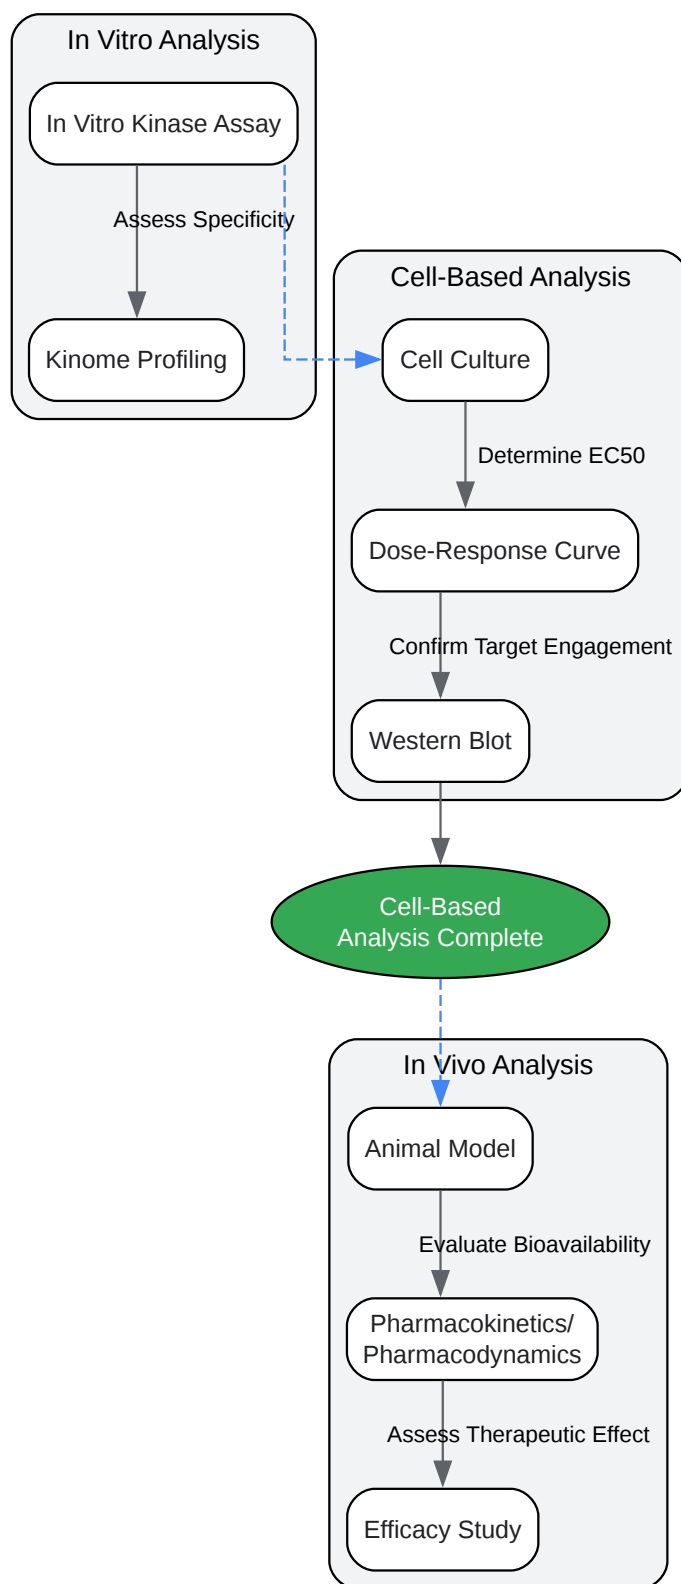 In Vitro Analysis
In Vitro Kinase Assay
Assess Specificity
Kinome Profiling
Cell-Based Analysis
Cell Culture
Determine EC50
Dose-Response Curve
Confirm Target Engagement
Western Blot
Cell-Based
Analysis Complete
In Vivo Analysis
Animal Model
Evaluate Bioavailability
Pharmacokinetics/
Pharmacodynamics
Assess Therapeutic Effect
Efficacy Study